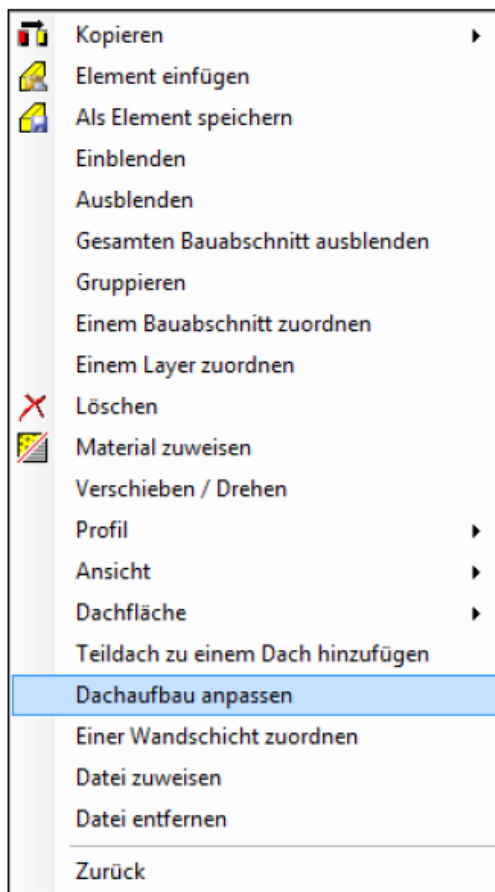 Kopieren
Element einfügen
Als Element speichern
Einblenden
Ausblenden
Gesamten Bauabschnitt ausblenden
Gruppieren
Einem Bauabschnitt zuordnen
Einem Layer zuordnen
Löschen
Material zuweisen
Verschieben / Drehen
Profil
Ansicht
Dachfläche
Teildach zu einem Dach hinzufügen
Dachaufbau anpassen
Einer Wandschicht zuordnen
Datei zuweisen
Datei entfernen
Zurück